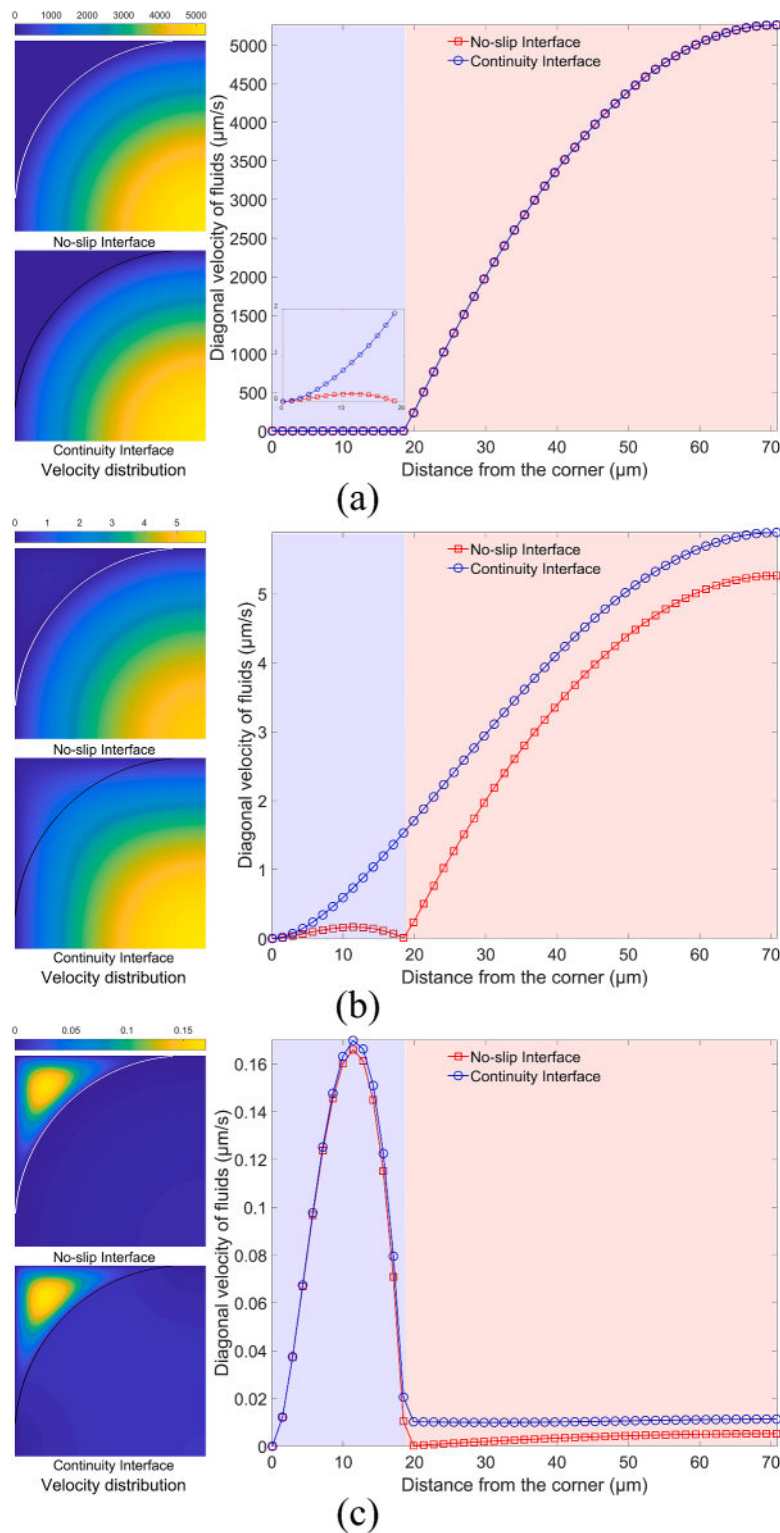 0 1000 2000 3000 4000 5000
No-slip Interface
Continuity Interface
Velocity distribution
Diagonal velocity of fluids (μm/s)
5000
4500
4000
3500
3000
2500
2000
1500
1000
500
0
No-slip Interface
Continuity Interface
2
1
0
0 10 20
0 10 20 30 40 50 60 70
Distance from the corner (μm)
(a)
0 1 2 3 4 5
No-slip Interface
Continuity Interface
Velocity distribution
Diagonal velocity of fluids (μm/s)
5
4
3
2
1
0
No-slip Interface
Continuity Interface
0 10 20 30 40 50 60 70
Distance from the corner (μm)
(b)
0 0.05 0.1 0.15
No-slip Interface
Continuity Interface
Velocity distribution
Diagonal velocity of fluids (μm/s)
0.16
0.14
0.12
0.1
0.08
0.06
0.04
0.02
0
No-slip Interface
Continuity Interface
0 10 20 30 40 50 60 70
Distance from the corner (μm)
(c)